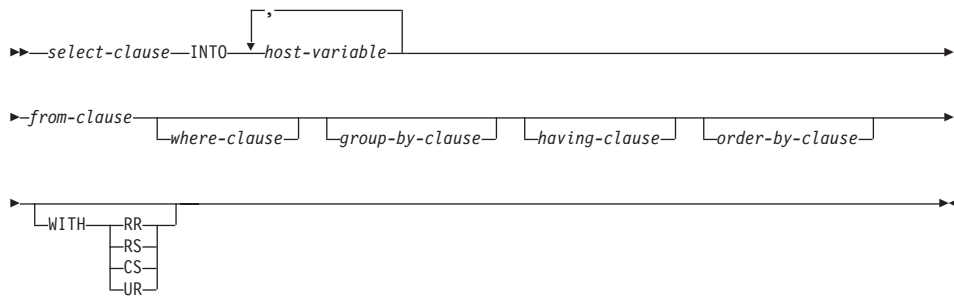 ,
select-clause INTO host-variable
from-clause
where-clause group-by-clause having-clause order-by-clause
WITH RR
RS
CS
UR